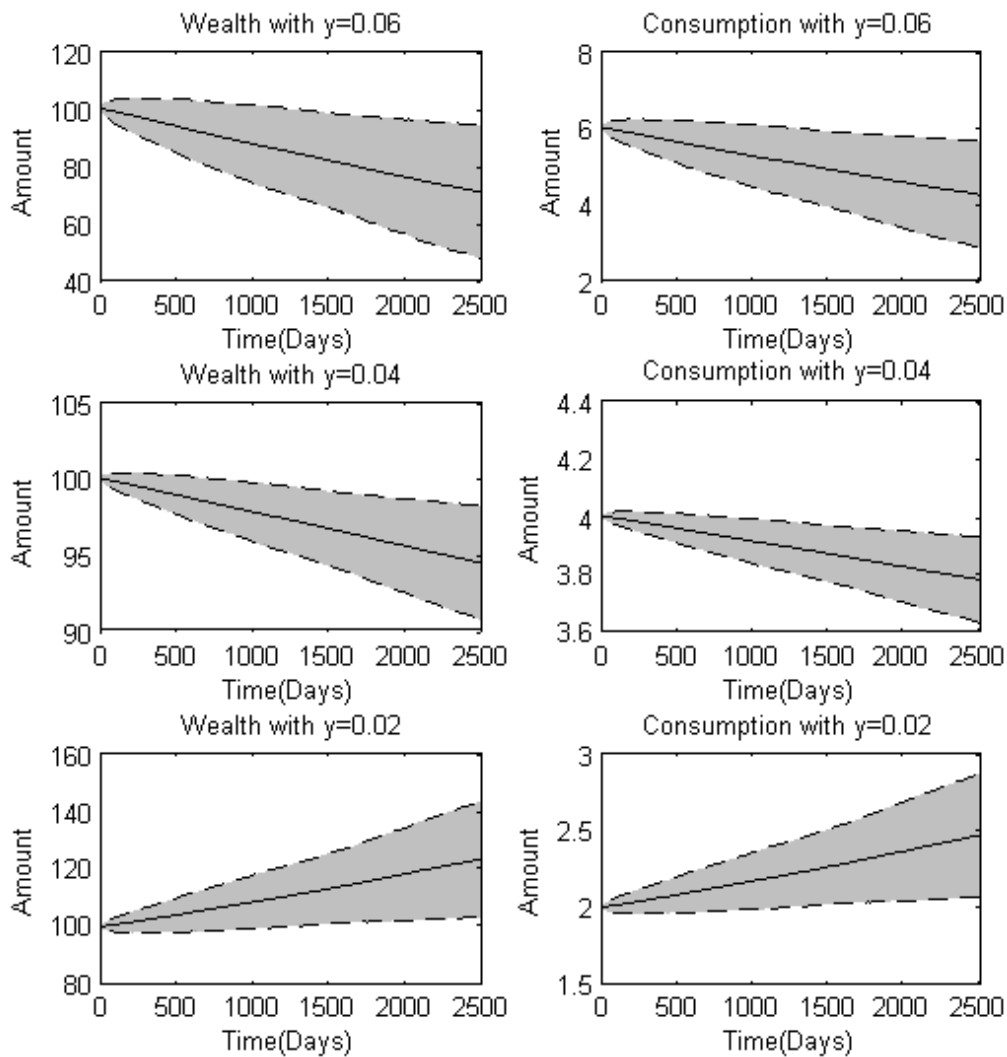 Wealth with y=0.06
120
100
80
60
40
Amount
0 500 1000 1500 2000 2500
Time(Days)
Consumption with y=0.06
8
6
4
2
Amount
0 500 1000 1500 2000 2500
Time(Days)
Wealth with y=0.04
105
100
95
90
Amount
0 500 1000 1500 2000 2500
Time(Days)
Consumption with y=0.04
4.4
4.2
4
3.8
3.6
Amount
0 500 1000 1500 2000 2500
Time(Days)
Wealth with y=0.02
160
140
120
100
80
Amount
0 500 1000 1500 2000 2500
Time(Days)
Consumption with y=0.02
3
2.5
2
1.5
Amount
0 500 1000 1500 2000 2500
Time(Days)